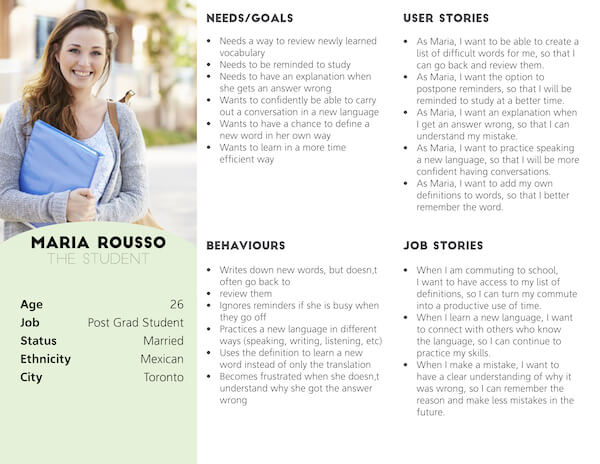 NEEDS/GOALS
• Needs a way to review newly learned
vocabulary
• Needs to be reminded to study
• Needs to have an explanation when
she gets an answer wrong
• Wants to confidently be able to carry
out a conversation in a new language
• Wants to have a chance to define a
new word in her own way
• Wants to learn in a more time
efficient way
USER STORIES
• As Maria, I want to be able to create a
list of difficult words for me, so that I
can go back and review them.
• As Maria, I want the option to
postpone reminders, so that I will be
reminded to study at a better time.
• As Maria, I want an explanation when
I get an answer wrong, so that I can
understand my mistake.
• As Maria, I want to practice speaking
a new language, so that I will be more
confident having conversations.
• As Maria, I want to add my own
definitions to words, so that I better
remember the word.
MARIA ROUSSO
THE STUDENT
Age 26
Job Post Grad Student
Status Married
Ethnicity Mexican
City Toronto
BEHAVIOURS
• Writes down new words, but doesn,t
often go back to
• review them
• Ignores reminders if she is busy when
they go off
• Practices a new language in different
ways (speaking, writing, listening, etc)
• Uses the definition to learn a new
word instead of only the translation
• Becomes frustrated when she doesn,t
understand why she got the answer
wrong
JOB STORIES
• When I am commuting to school,
I want to have access to my list of
definitions, so I can turn my commute
into a productive use of time.
• When I learn a new language, I want
to connect with others who know
the language, so I can continue to
practice my skills.
• When I make a mistake, I want to
have a clear understanding of why it
was wrong, so I can remember the
reason and make less mistakes in the
future.